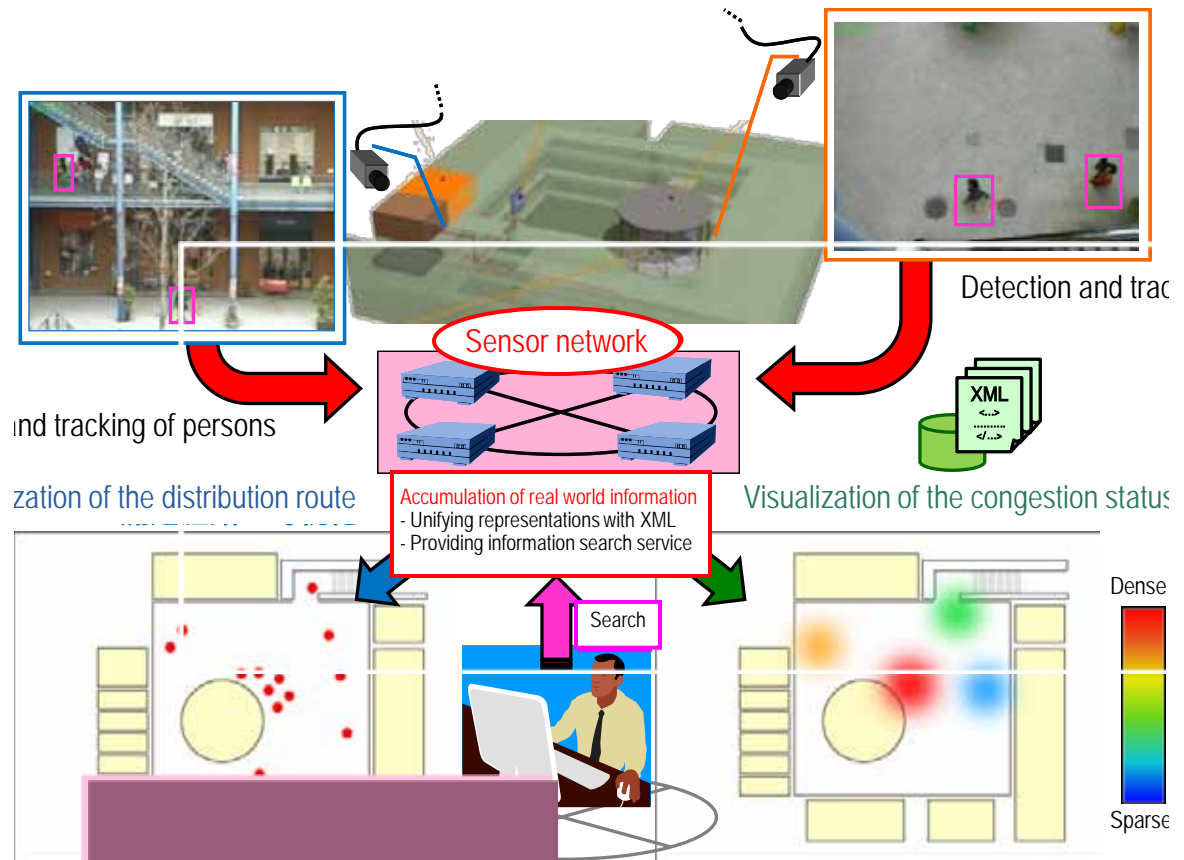 Detection and trac
Sensor network
XML
<...>
..........
</...>
nd tracking of persons
zation of the distribution route
Accumulation of real world information
- Unifying representations with XML
- Providing information search service
Visualization of the congestion status
Dense
Search
Sparse